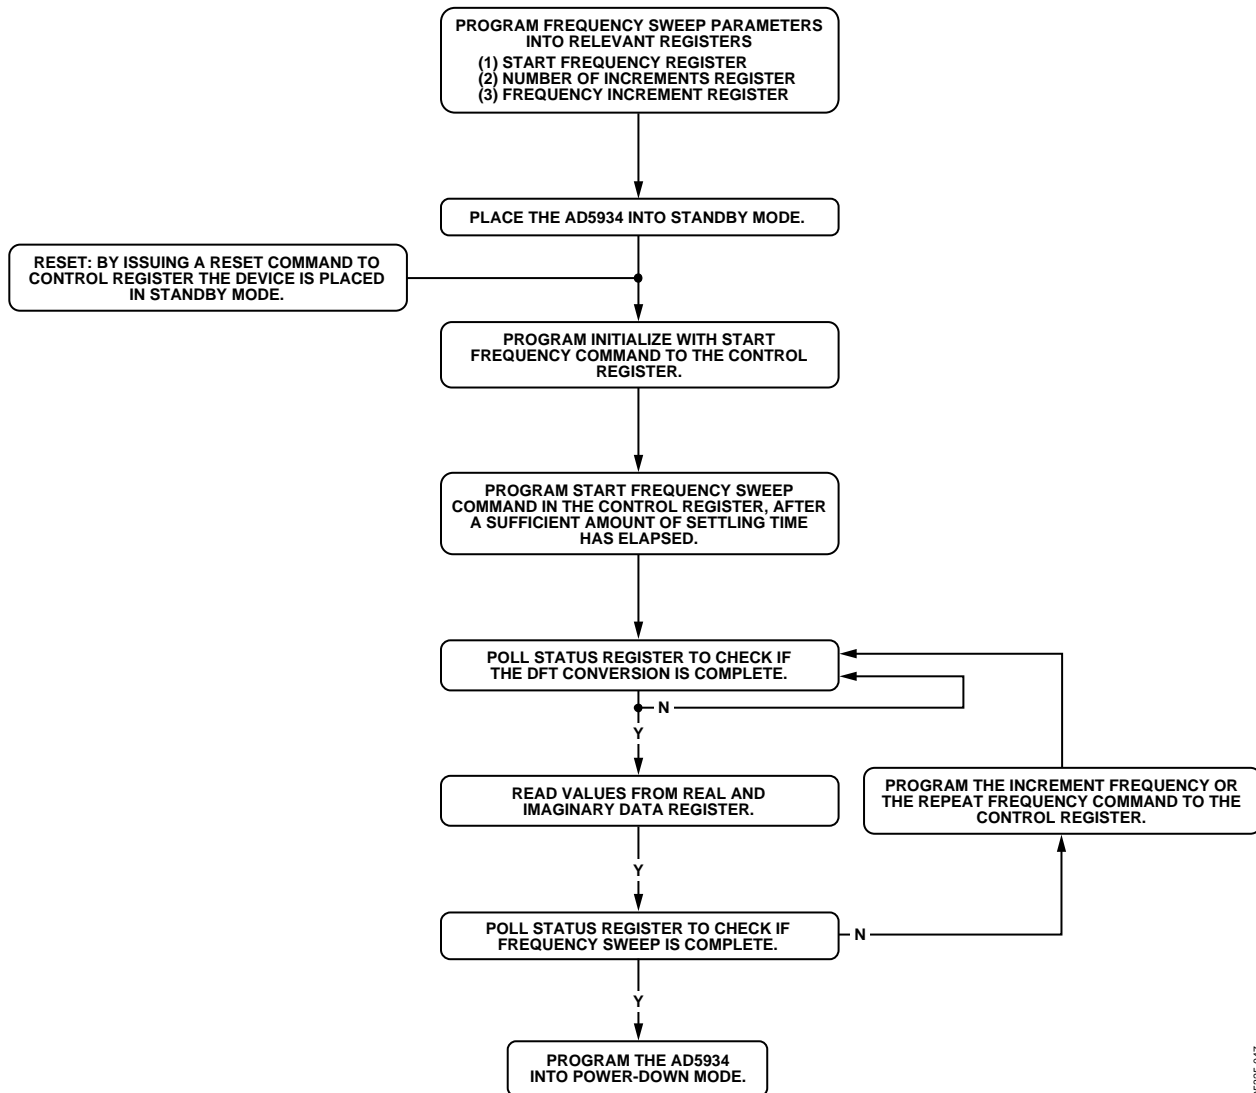 PROGRAM FREQUENCY SWEEP PARAMETERS
INTO RELEVANT REGISTERS
(1) START FREQUENCY REGISTER
(2) NUMBER OF INCREMENTS REGISTER
(3) FREQUENCY INCREMENT REGISTER
PLACE THE AD5934 INTO STANDBY MODE.
RESET: BY ISSUING A RESET COMMAND TO
CONTROL REGISTER THE DEVICE IS PLACED
IN STANDBY MODE.
PROGRAM INITIALIZE WITH START
FREQUENCY COMMAND TO THE CONTROL
REGISTER.
PROGRAM START FREQUENCY SWEEP
COMMAND IN THE CONTROL REGISTER, AFTER
A SUFFICIENT AMOUNT OF SETTLING TIME
HAS ELAPSED.
POLL STATUS REGISTER TO CHECK IF
THE DFT CONVERSION IS COMPLETE.
N
Y
READ VALUES FROM REAL AND
IMAGINARY DATA REGISTER.
PROGRAM THE INCREMENT FREQUENCY OR
THE REPEAT FREQUENCY COMMAND TO THE
CONTROL REGISTER.
Y
POLL STATUS REGISTER TO CHECK IF
FREQUENCY SWEEP IS COMPLETE.
N
Y
PROGRAM THE AD5934
INTO POWER-DOWN MODE.